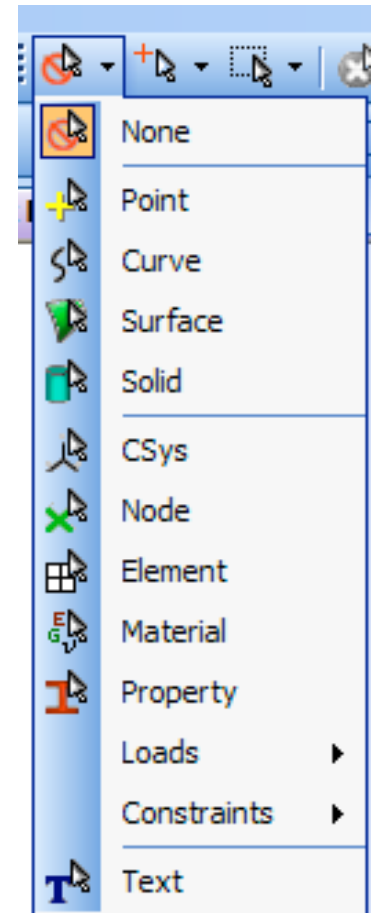 None
Point
Curve
Surface
Solid
CSys
Node
Element
Material
Property
Loads
Constraints
Text